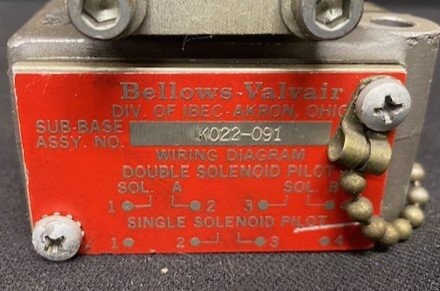 Bellows-Valvair
DIV. OF IBEC-AKRON, OHIO
SUB-BASE
ASSY. NO. K022-091
WIRING DIAGRAM
DOUBLE SOLENOID PILOT
SOL. A SOL. B
1 2 3 4
SINGLE SOLENOID PILOT
1 2 3 4